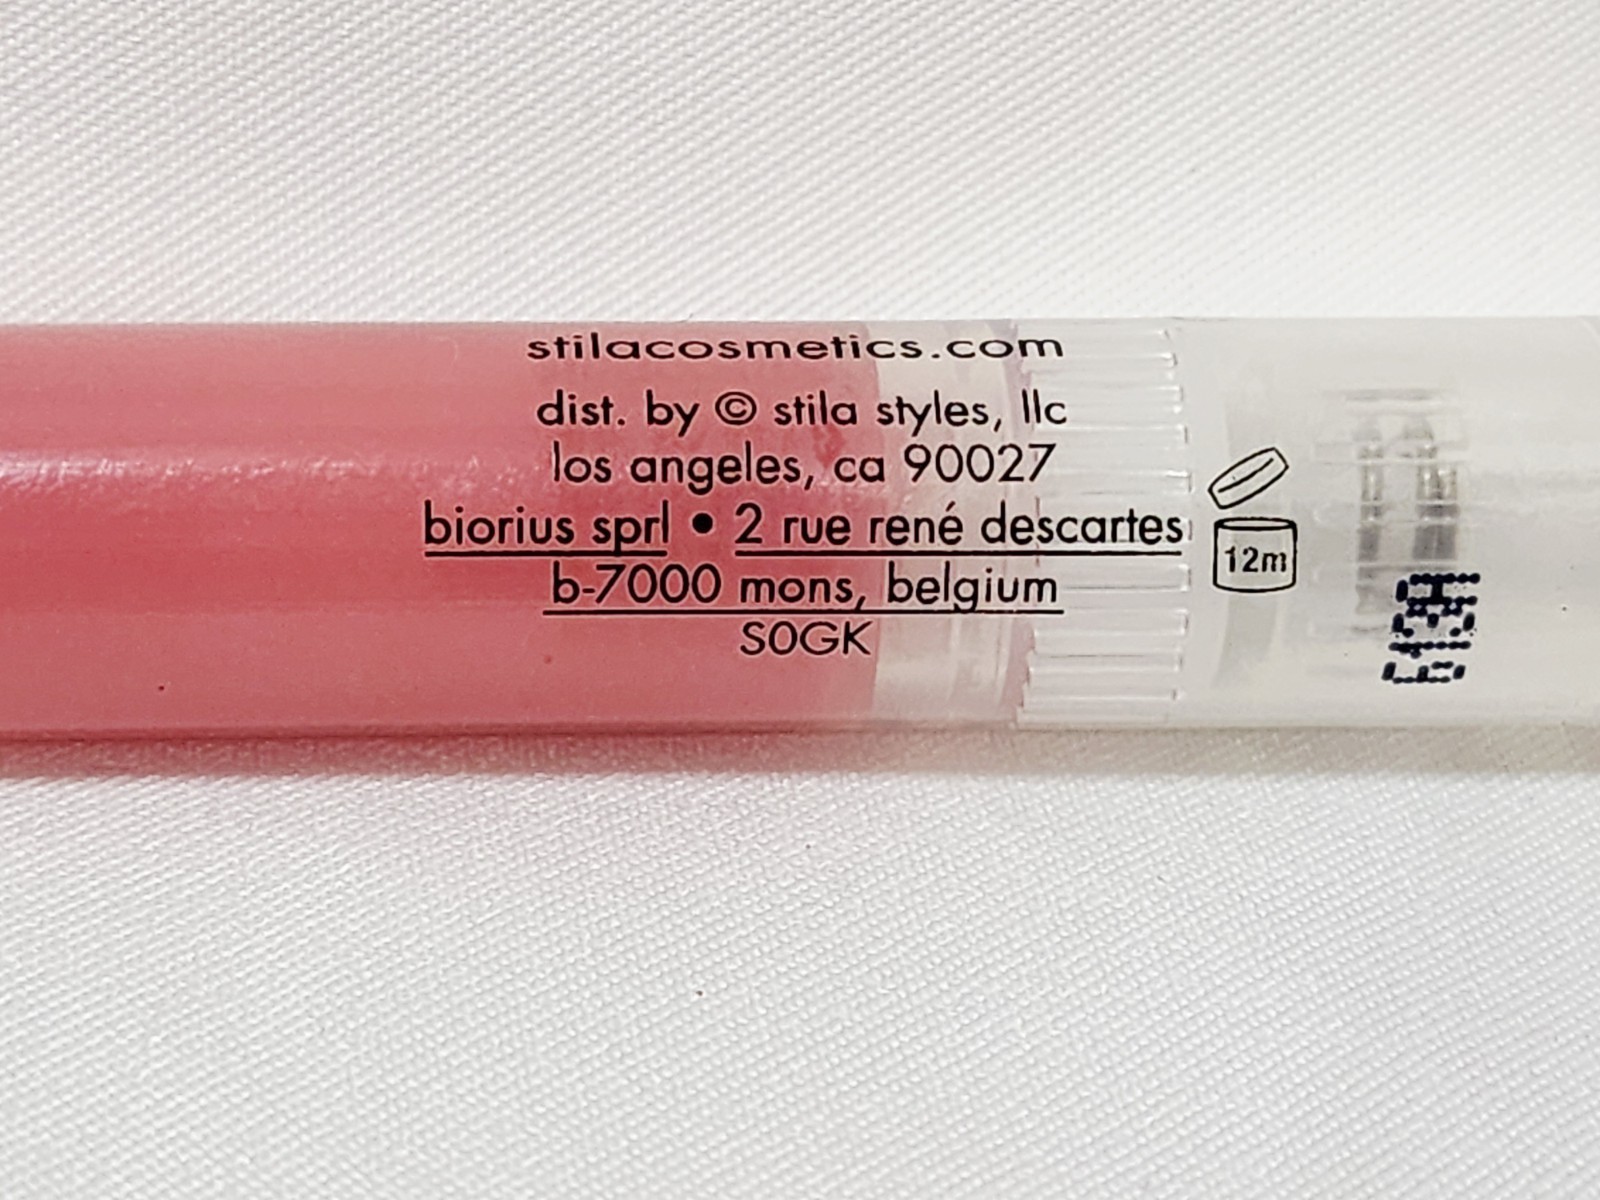 stilacosmetics.com
dist. by © stila styles, llc
los angeles, ca 90027
biorius sprl • 2 rue rené descartes
b-7000 mons, belgium
S0GK
12m